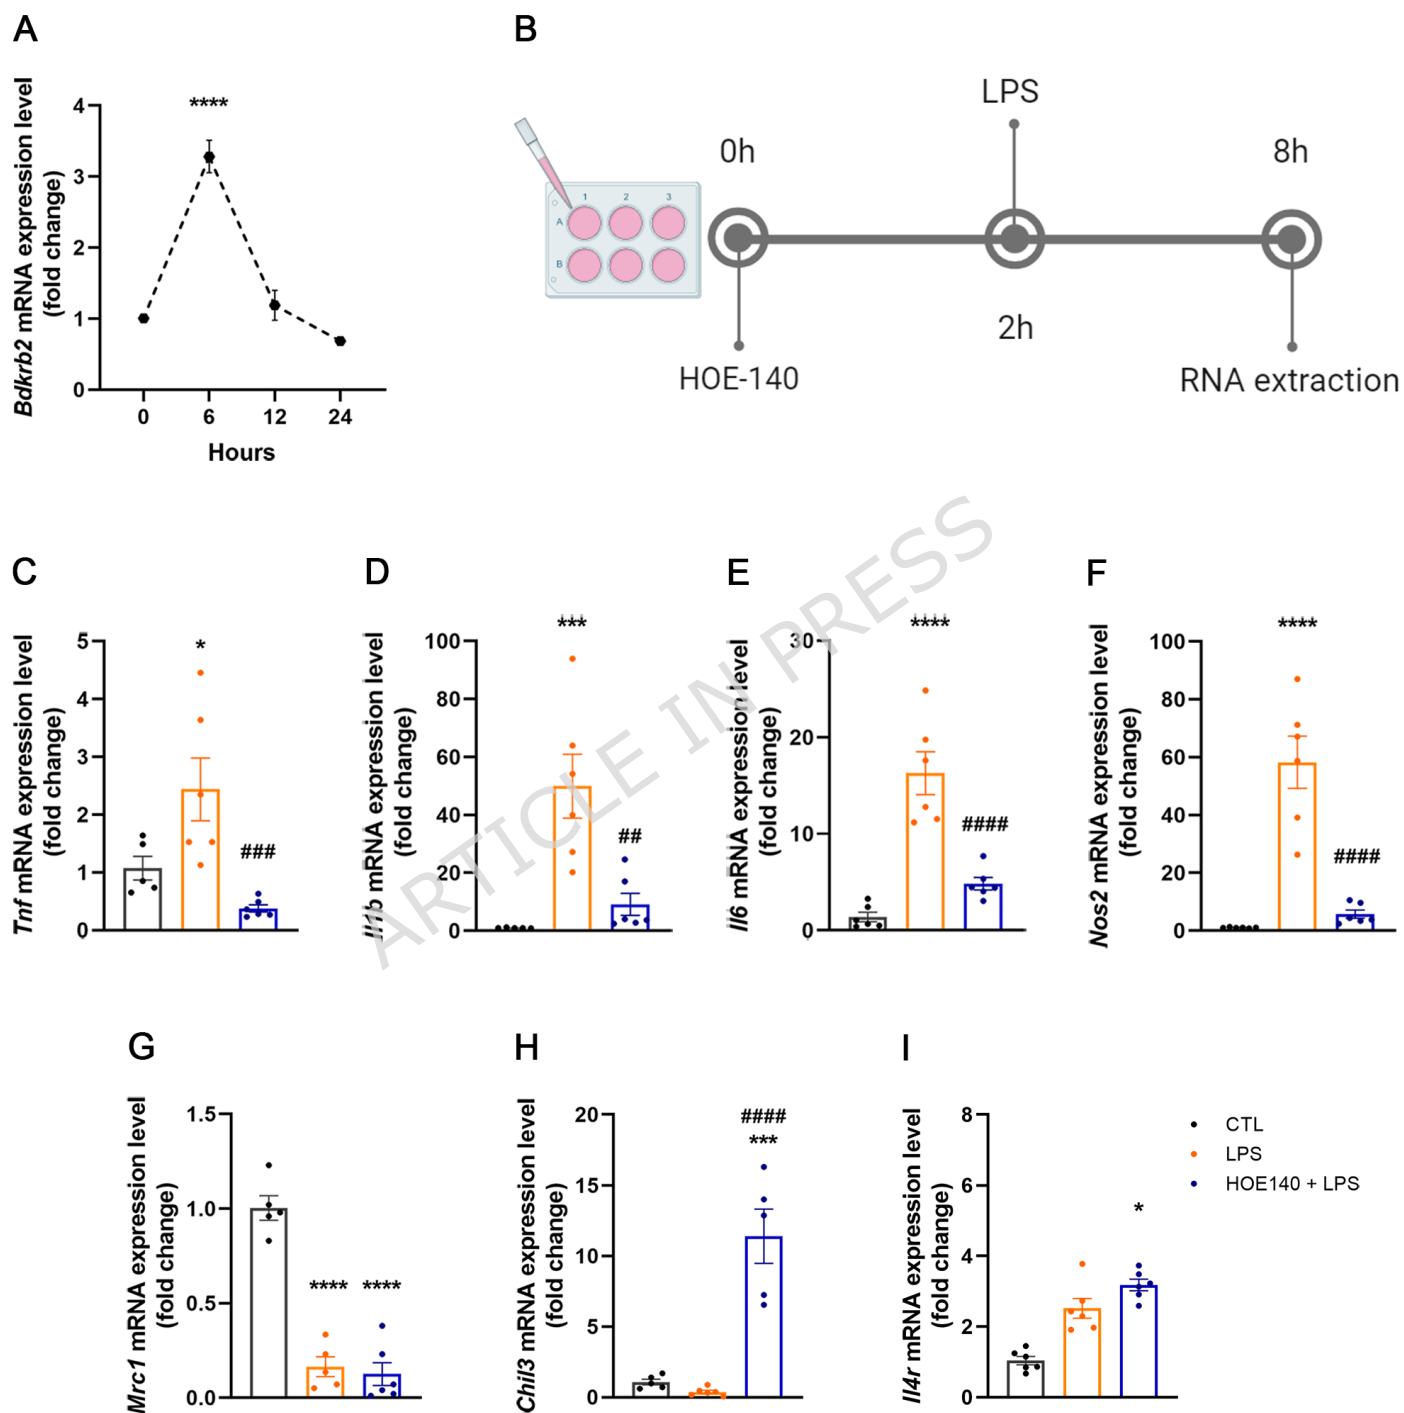 A
Bdkrb2 mRNA expression level
(fold change)
4
3
2
1
0
****
0 6 12 24
Hours
B
1 2 3
A
B
0h
LPS
8h
HOE-140
2h
RNA extraction
ARTICLE IN PRESS
C
Tnf mRNA expression level
(fold change)
5
4
3
2
1
0
*
###
D
Il1b mRNA expression level
(fold change)
100
80
60
40
20
0
***
##
E
Il6 mRNA expression level
(fold change)
30
20
10
0
****
####
F
Nos2 mRNA expression level
(fold change)
100
80
60
40
20
0
****
####
G
Mrc1 mRNA expression level
(fold change)
1.5
1.0
0.5
0.0
**** ****
H
Chil3 mRNA expression level
(fold change)
20
15
10
5
0
####
***
I
Il4r mRNA expression level
(fold change)
8
6
4
2
0
*
CTL
LPS
HOE140 + LPS